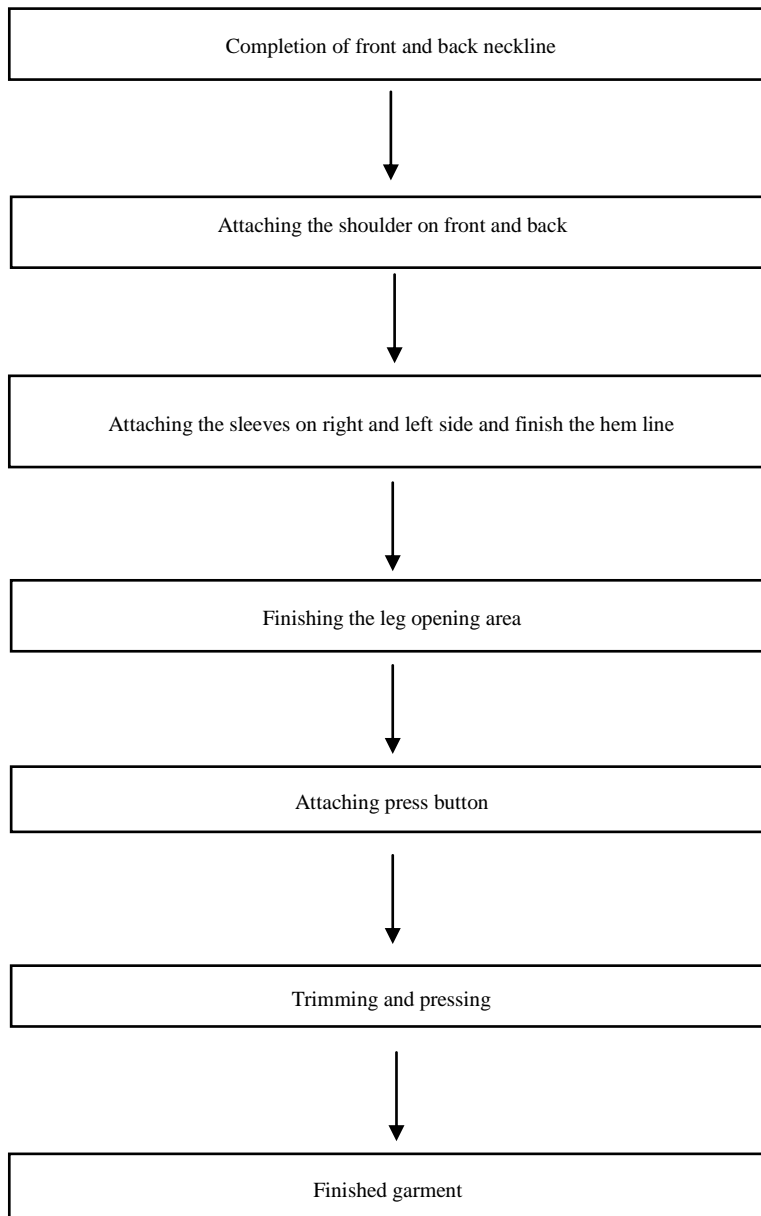 Completion of front and back neckline
Attaching the shoulder on front and back
Attaching the sleeves on right and left side and finish the hem line
Finishing the leg opening area
Attaching press button
Trimming and pressing
Finished garment